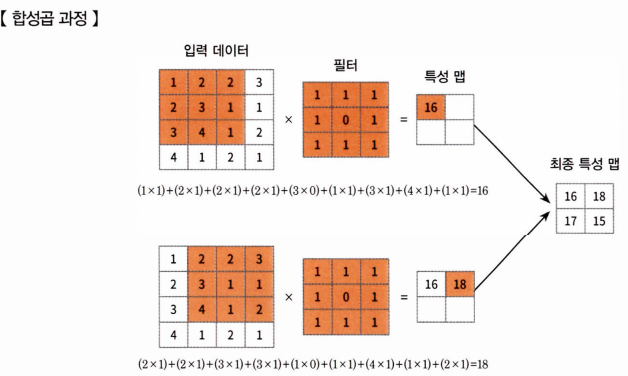 【 합성곱 과정 】
입력 데이터
필터
특성 맵
1 2 2 3
2 3 1 1
3 4 1 2
4 1 2 1
×
1 1 1
1 0 1
1 1 1
=
16
(1×1)+(2×1)+(2×1)+(2×1)+(3×0)+(1×1)+(3×1)+(4×1)+(1×1)=16
최종 특성 맵
16 18
17 15
1 2 2 3
2 3 1 1
3 4 1 2
4 1 2 1
×
1 1 1
1 0 1
1 1 1
=
16 18
(2×1)+(2×1)+(3×1)+(3×1)+(1×0)+(1×1)+(4×1)+(1×1)+(2×1)=18